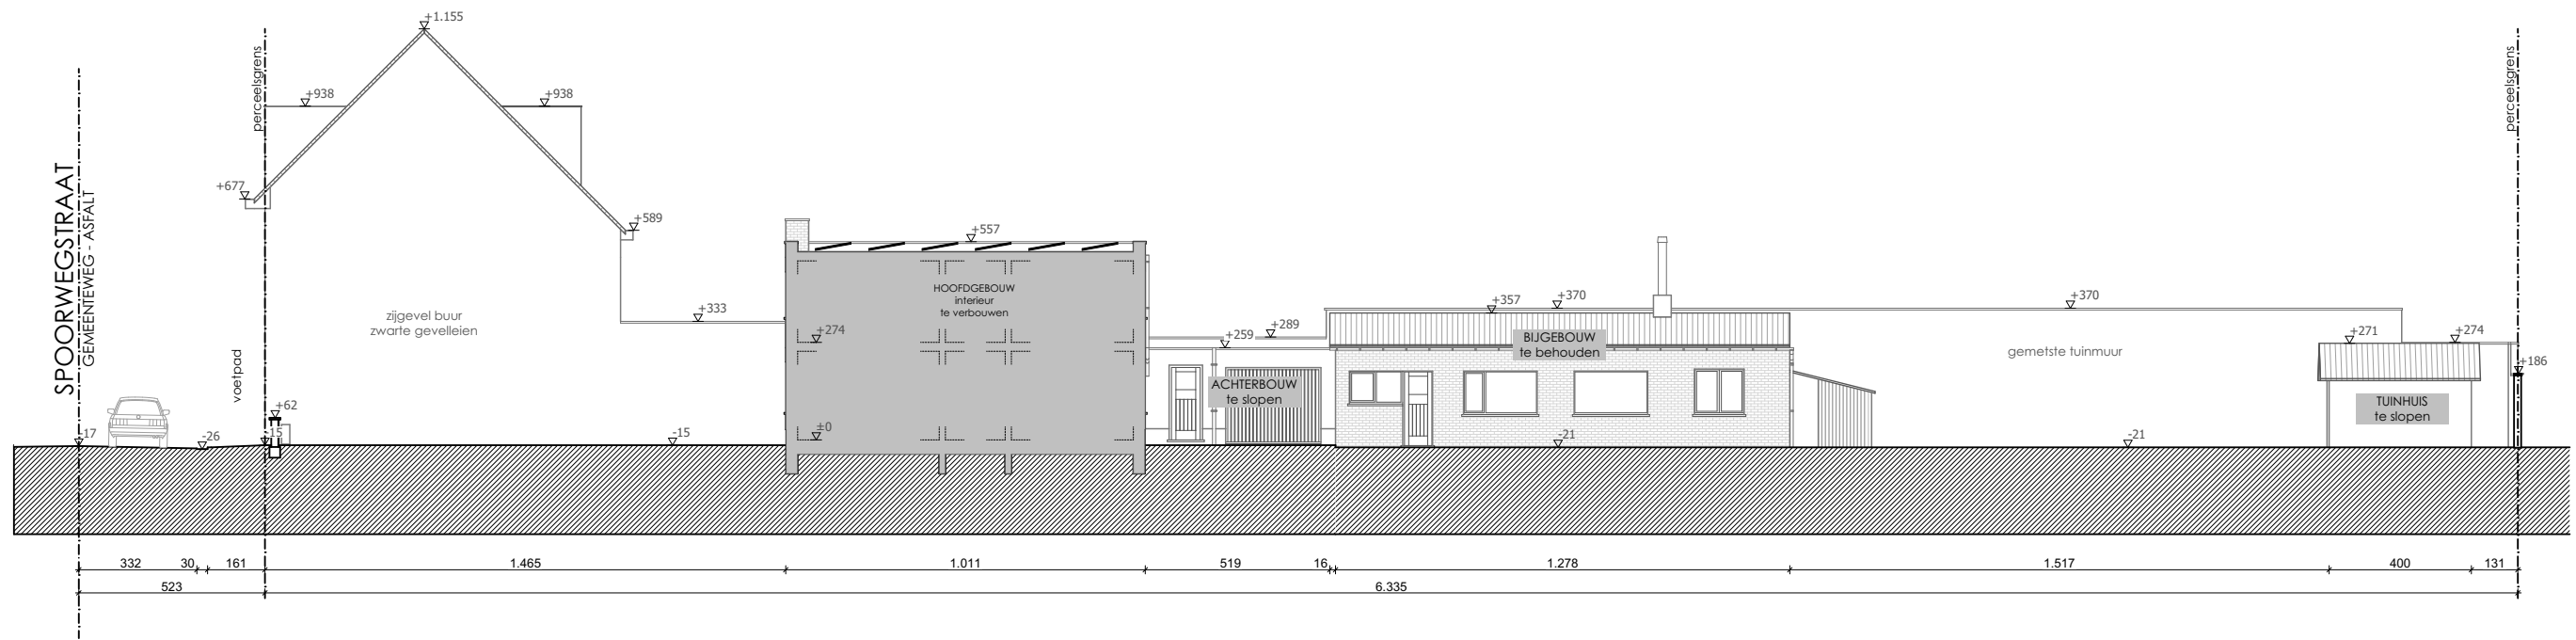 SPOORWEGSTRAAT
GEMEENTEWEG - ASFALT
voetpad
perceelsgrens
+1.155
+938
+938
+677
+589
+333
zijgevel buur
zwarte gevelleien
+62
-17
-26
-15
-15
+557
HOOFDGEBOUW
interieur
te verbouwen
+274
±0
+259
+289
ACHTERBOUW
te slopen
+357
+370
BIJGEBOUW
te behouden
-21
+370
gemetste tuinmuur
-21
+271
+274
+186
TUINHUIS
te slopen
perceelsgrens
332
30
161
1.465
1.011
519
16
1.278
1.517
400
131
523
6.335